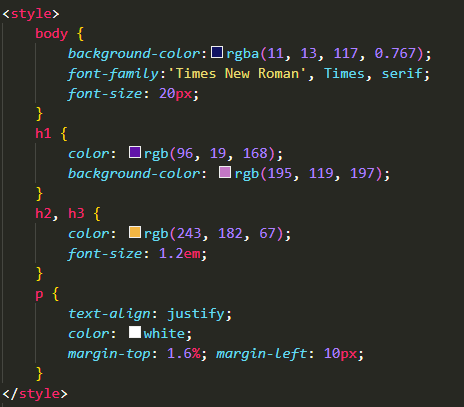 <style>
body {
background-color: rgba(11, 13, 117, 0.767);
font-family:'Times New Roman', Times, serif;
font-size: 20px;
}
h1 {
color: rgb(96, 19, 168);
background-color: rgb(195, 119, 197);
}
h2, h3 {
color: rgb(243, 182, 67);
font-size: 1.2em;
}
p {
text-align: justify;
color: white;
margin-top: 1.6%; margin-left: 10px;
}
</style>